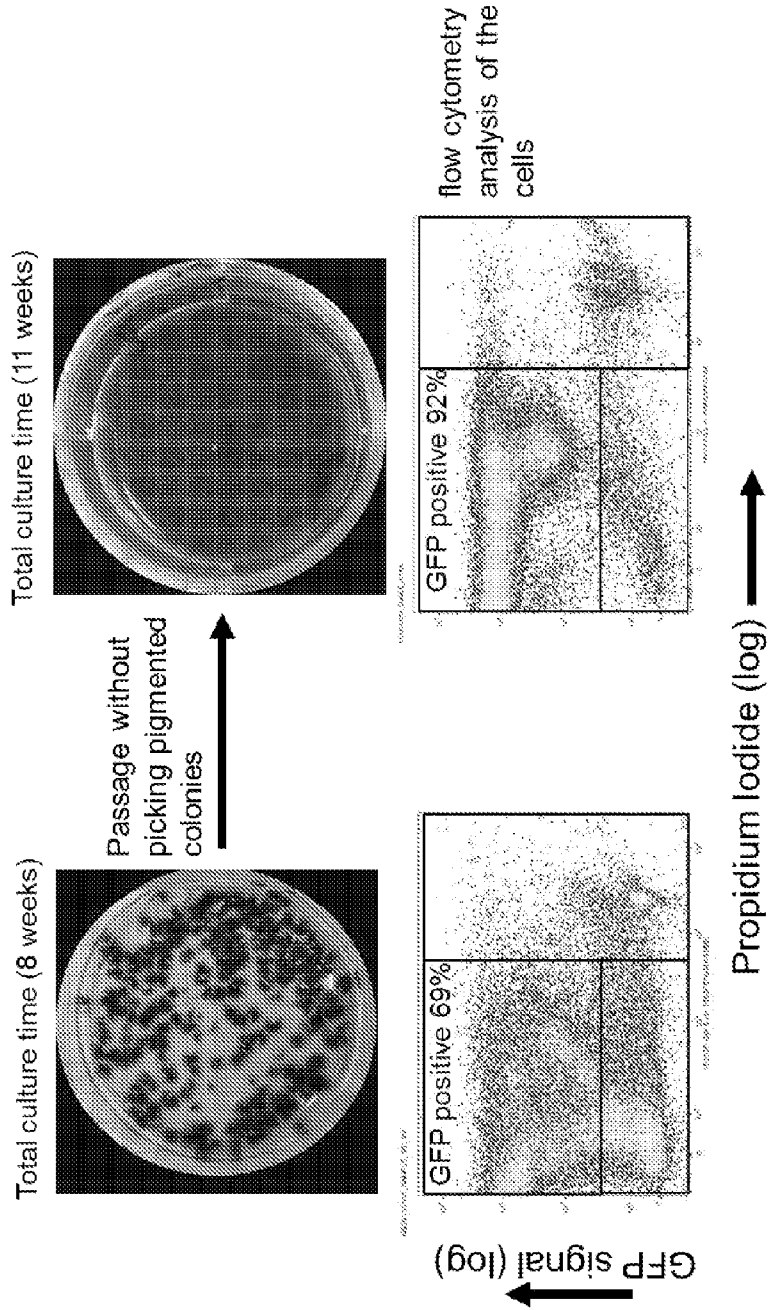 Total culture time (8 weeks)
Passage without
picking pigmented
colonies
Total culture time (11 weeks)
GFP positive 69%
GFP positive 92%
flow cytometry
analysis of the
cells
GFP signal (log)
Propidium Iodide (log)